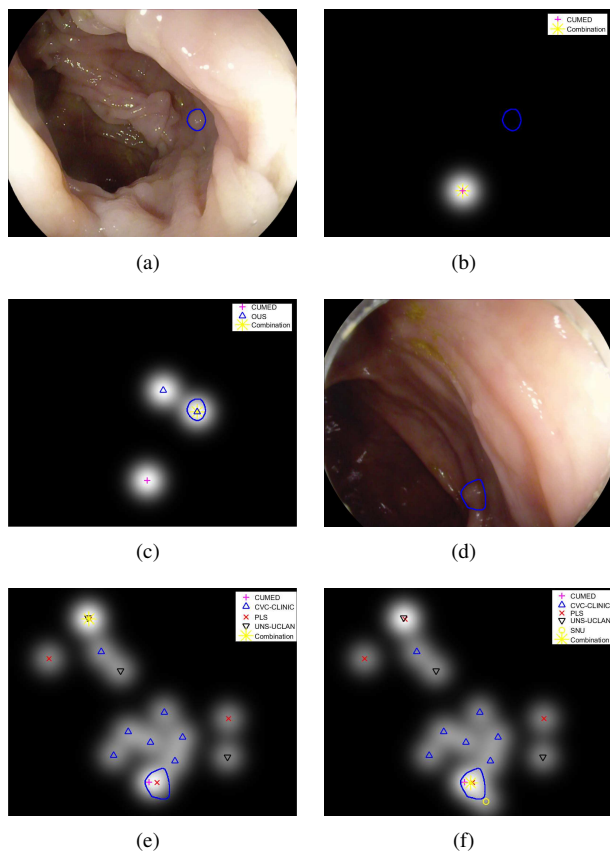 CUMED
Combination
(a)
(b)
CUMED
OUS
Combination
(c)
(d)
CUMED
CVC-CLINIC
PLS
UNS-UCLAN
Combination
CUMED
CVC-CLINIC
PLS
UNS-UCLAN
SNU
Combination
(e)
(f)